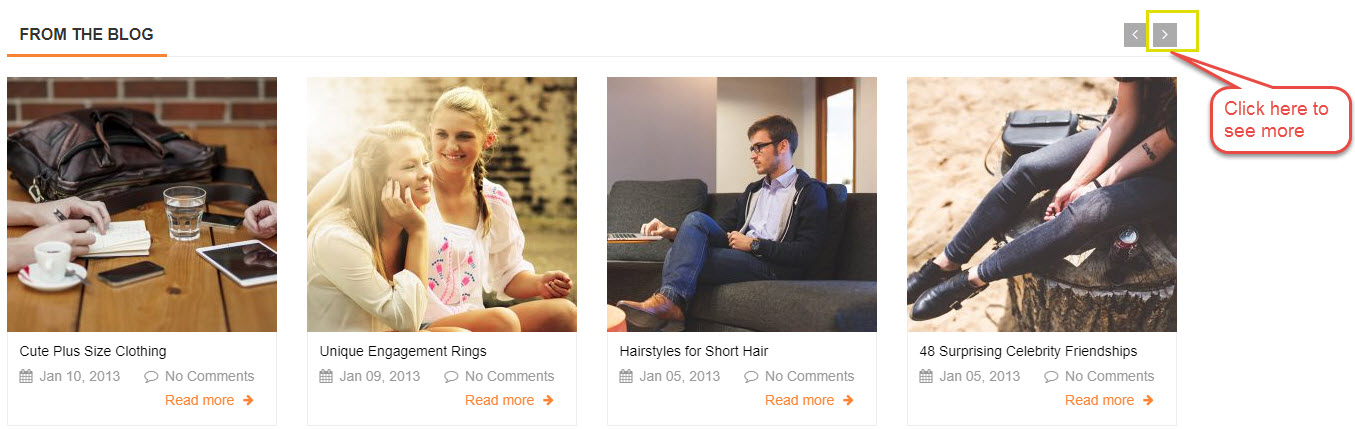 FROM THE BLOG
Click here to
see more
Cute Plus Size Clothing
Jan 10, 2013 No Comments
Read more
Unique Engagement Rings
Jan 09, 2013 No Comments
Read more
Hairstyles for Short Hair
Jan 05, 2013 No Comments
Read more
48 Surprising Celebrity Friendships
Jan 05, 2013 No Comments
Read more